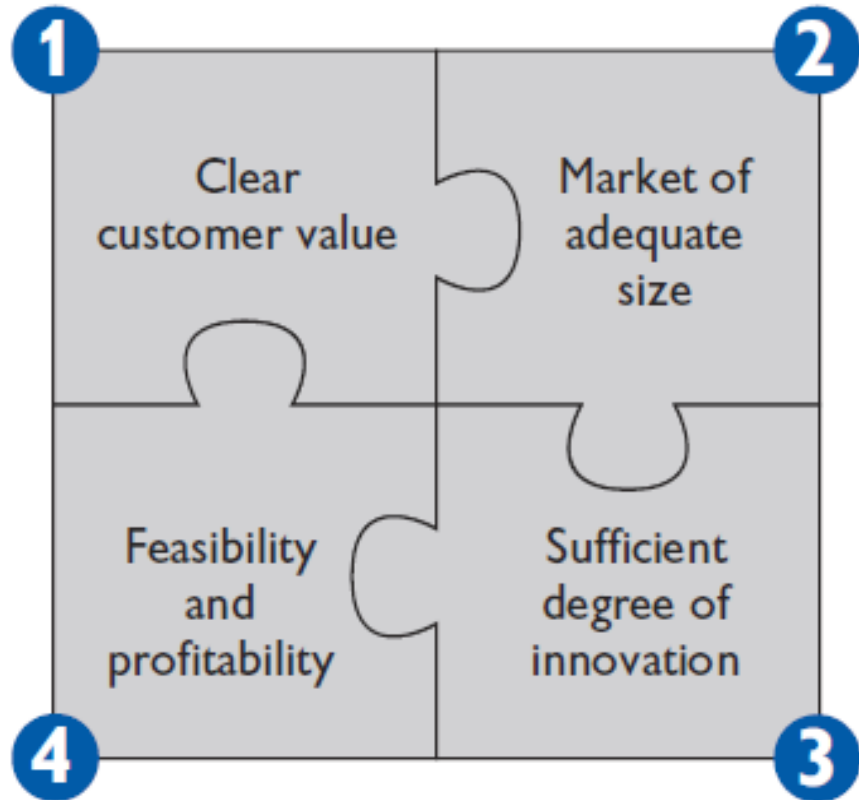 1
Clear
customer value
2
Market of
adequate
size
3
Sufficient
degree of
innovation
4
Feasibility
and
profitability